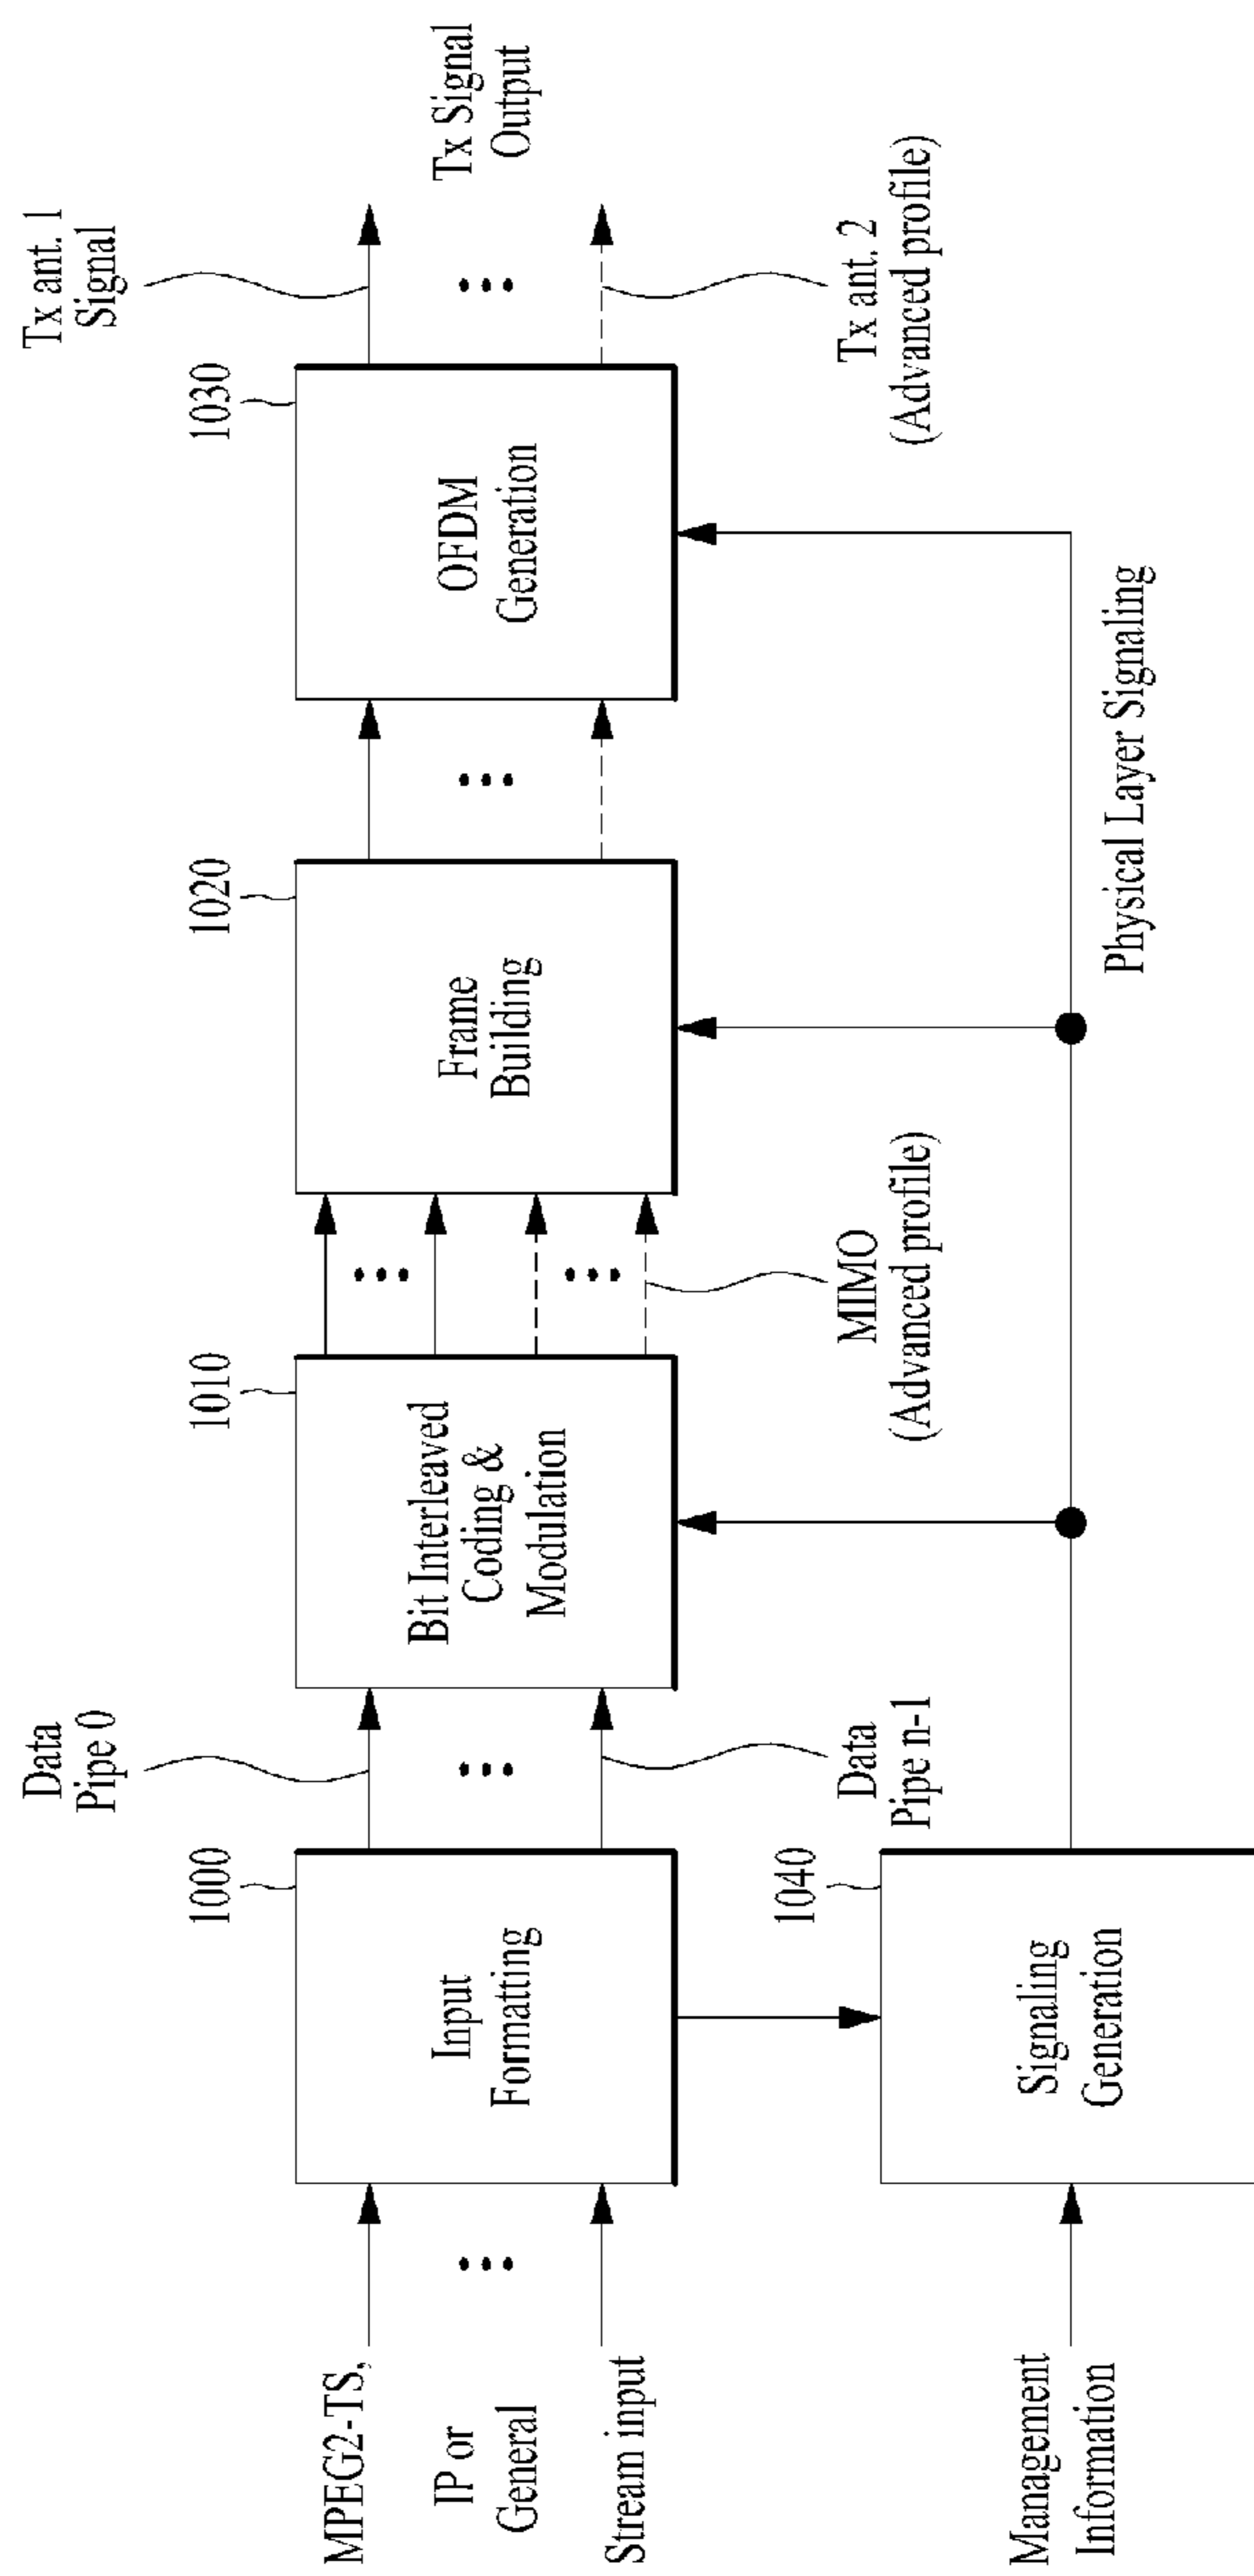 Tx ant. 1
Signal
Data
Pipe 0
1000
1010
1020
1030
MPEG2-TS,
IP or
General
Stream input
Input
Formatting
Bit Interleaved
Coding &
Modulation
Frame
Building
OFDM
Generation
Tx Signal
Output
Data
Pipe n-1
MIMO
(Advanced profile)
Tx ant. 2
(Advanced profile)
1040
Management
Information
Signaling
Generation
Physical Layer Signaling